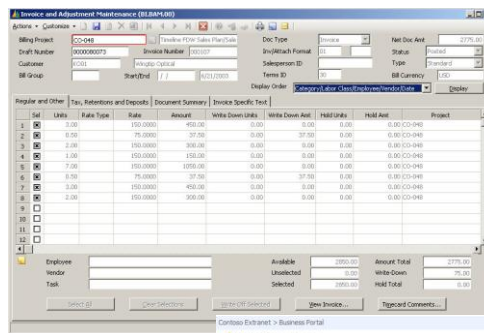 Invoice and Adjustment Maintenance (BI.BAM.08)
Actions Customize
Billing Project CO-048 Timeline PDW Sales Plan/Sale Doc Type Invoice Net Doc Amt 2775.00
Draft Number 0000000073 Invoice Number 000107 Inv/Attach Format 01 Status Posted
Customer KC01 Wingtip Optical Salesperson ID Type Standard
Bill Group Start/End / / 6/21/2003 Terms ID 30 Bill Currency USD
Display Order Category/Labor Class/Employee/Vendor/Date Display
Regular and Other Tax, Retentions and Deposits Document Summary Invoice Specific Text
Sel Units Rate Type Rate Amount Write Down Units Write Down Amt Hold Units Hold Amt Project
1 3.00 150.0000 450.00 0.00 0.00 0.00 0.00 CO-048
2 0.50 75.0000 37.50 0.00 37.50 0.00 0.00 CO-048
3 2.00 150.0000 300.00 0.00 0.00 0.00 0.00 CO-048
4 1.00 150.0000 150.00 0.00 0.00 0.00 0.00 CO-048
5 7.00 150.0000 1050.00 0.00 0.00 0.00 0.00 CO-048
6 0.50 75.0000 37.50 0.00 37.50 0.00 0.00 CO-048
7 3.00 150.0000 450.00 0.00 0.00 0.00 0.00 CO-048
8 2.00 150.0000 300.00 0.00 0.00 0.00 0.00 CO-048
9
10
11
12
Employee Available 2850.00 Amount Total 2775.00
Vendor Unselected 0.00 Write-Down 75.00
Task Selected 2850.00 Hold Total 0.00
Select All Clear Selections Write-Off Selected View Invoice... Timecard Comments...
Contoso Extranet > Business Portal